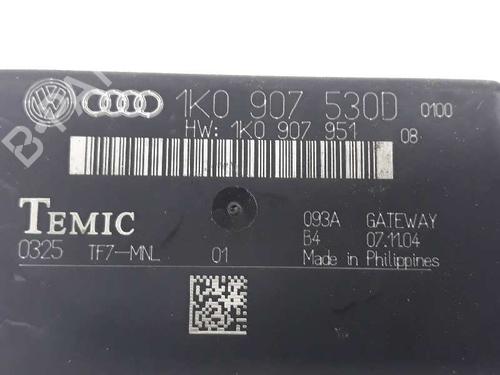 1K0 907 530D 0100
HW: 1K0 907 951 08
TEMIC
093A GATEWAY
B4 07.11.04
0325 TF7-MNL 01
Made in Philippines